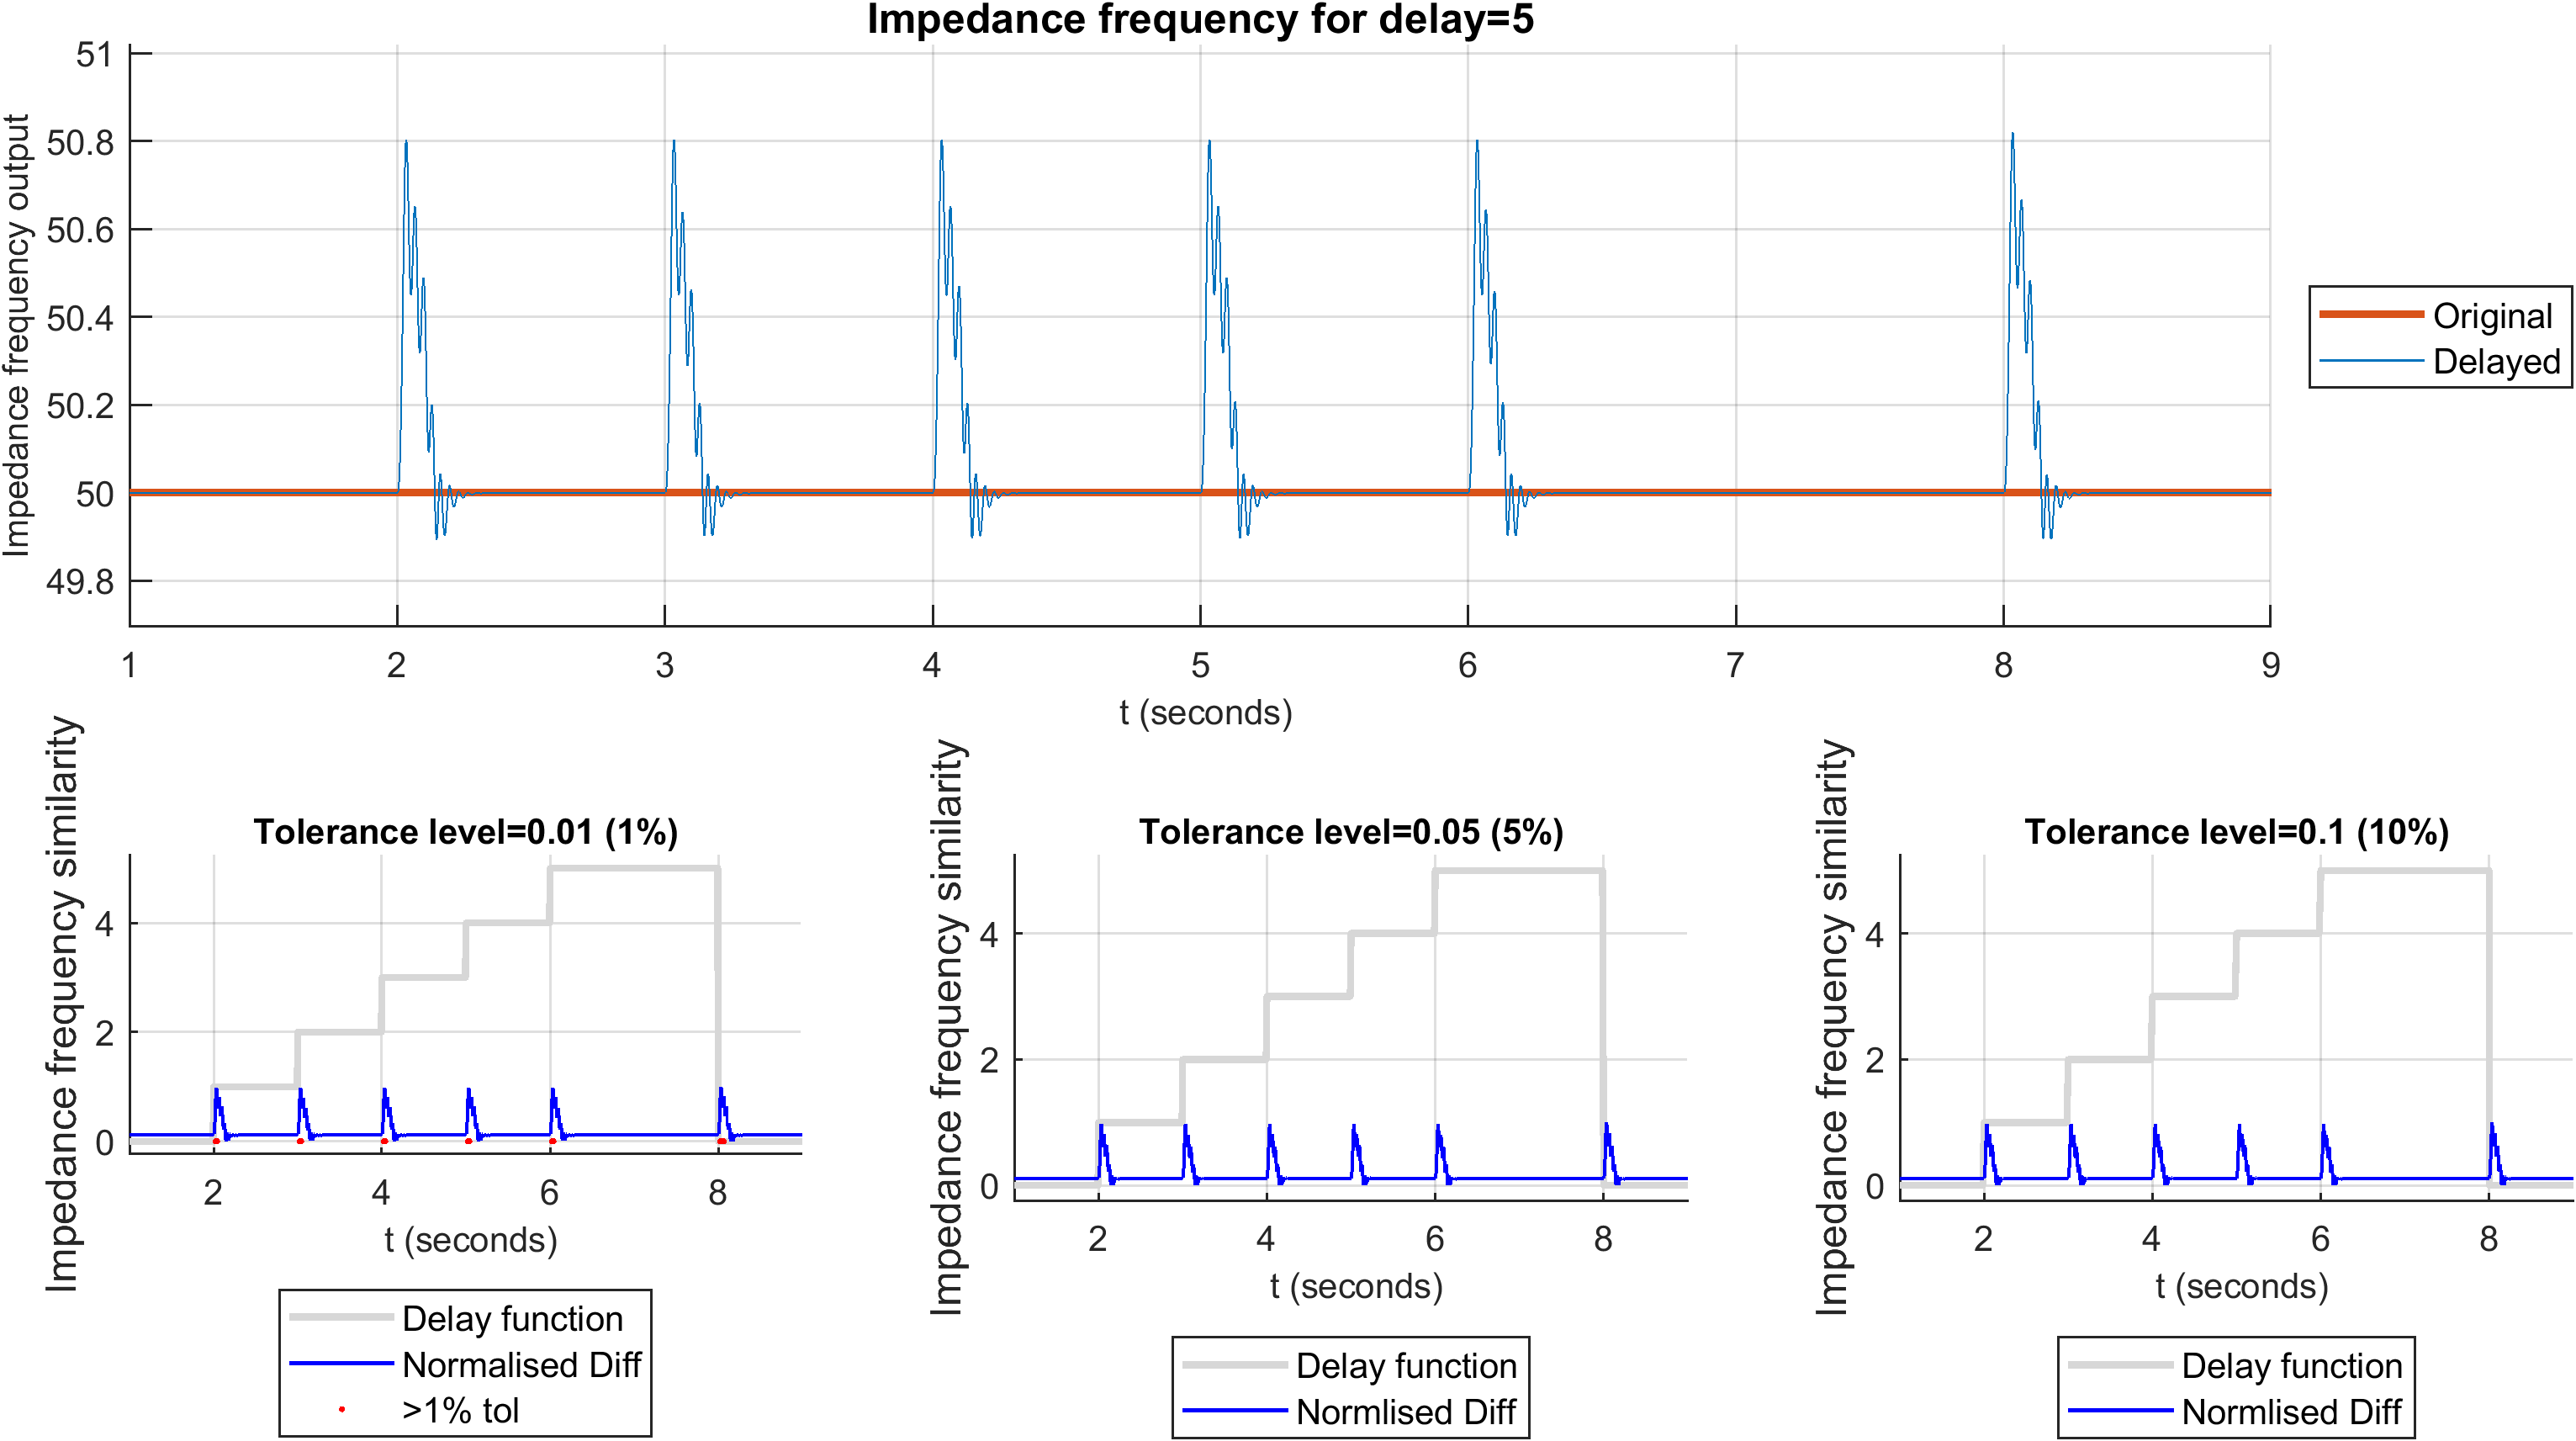 Impedance frequency for delay=5
Impedance frequency output
51
50.8
50.6
50.4
50.2
50
49.8
1 2 3 4 5 6 7 8 9
t (seconds)
Original
Delayed
Tolerance level=0.01 (1%)
Impedance frequency similarity
4
2
0
2 4 6 8
t (seconds)
Delay function
Normalised Diff
>1% tol
Tolerance level=0.05 (5%)
Impedance frequency similarity
4
2
0
2 4 6 8
t (seconds)
Delay function
Normlised Diff
Tolerance level=0.1 (10%)
Impedance frequency similarity
4
2
0
2 4 6 8
t (seconds)
Delay function
Normlised Diff